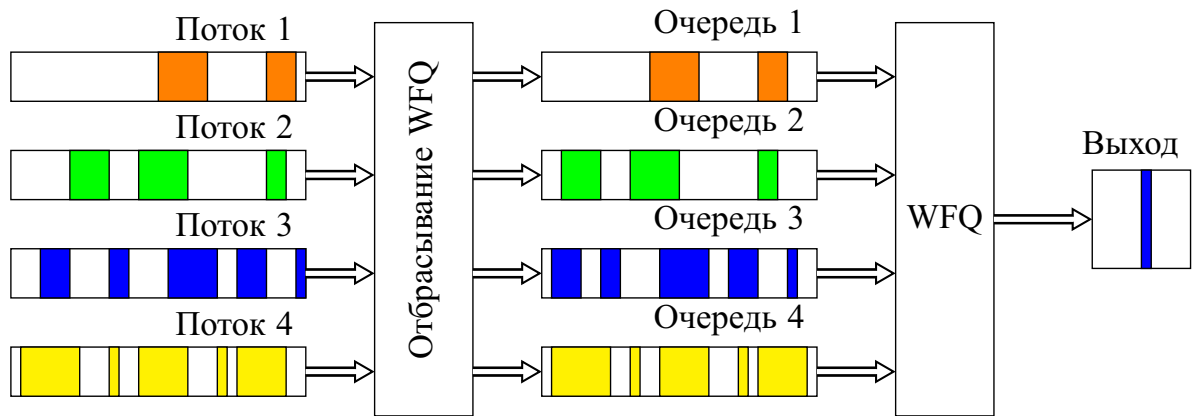 Поток 1
Очередь 1
Поток 2
Очередь 2
Поток 3
Очередь 3
Поток 4
Очередь 4
Отбрасывание WFQ
WFQ
Выход